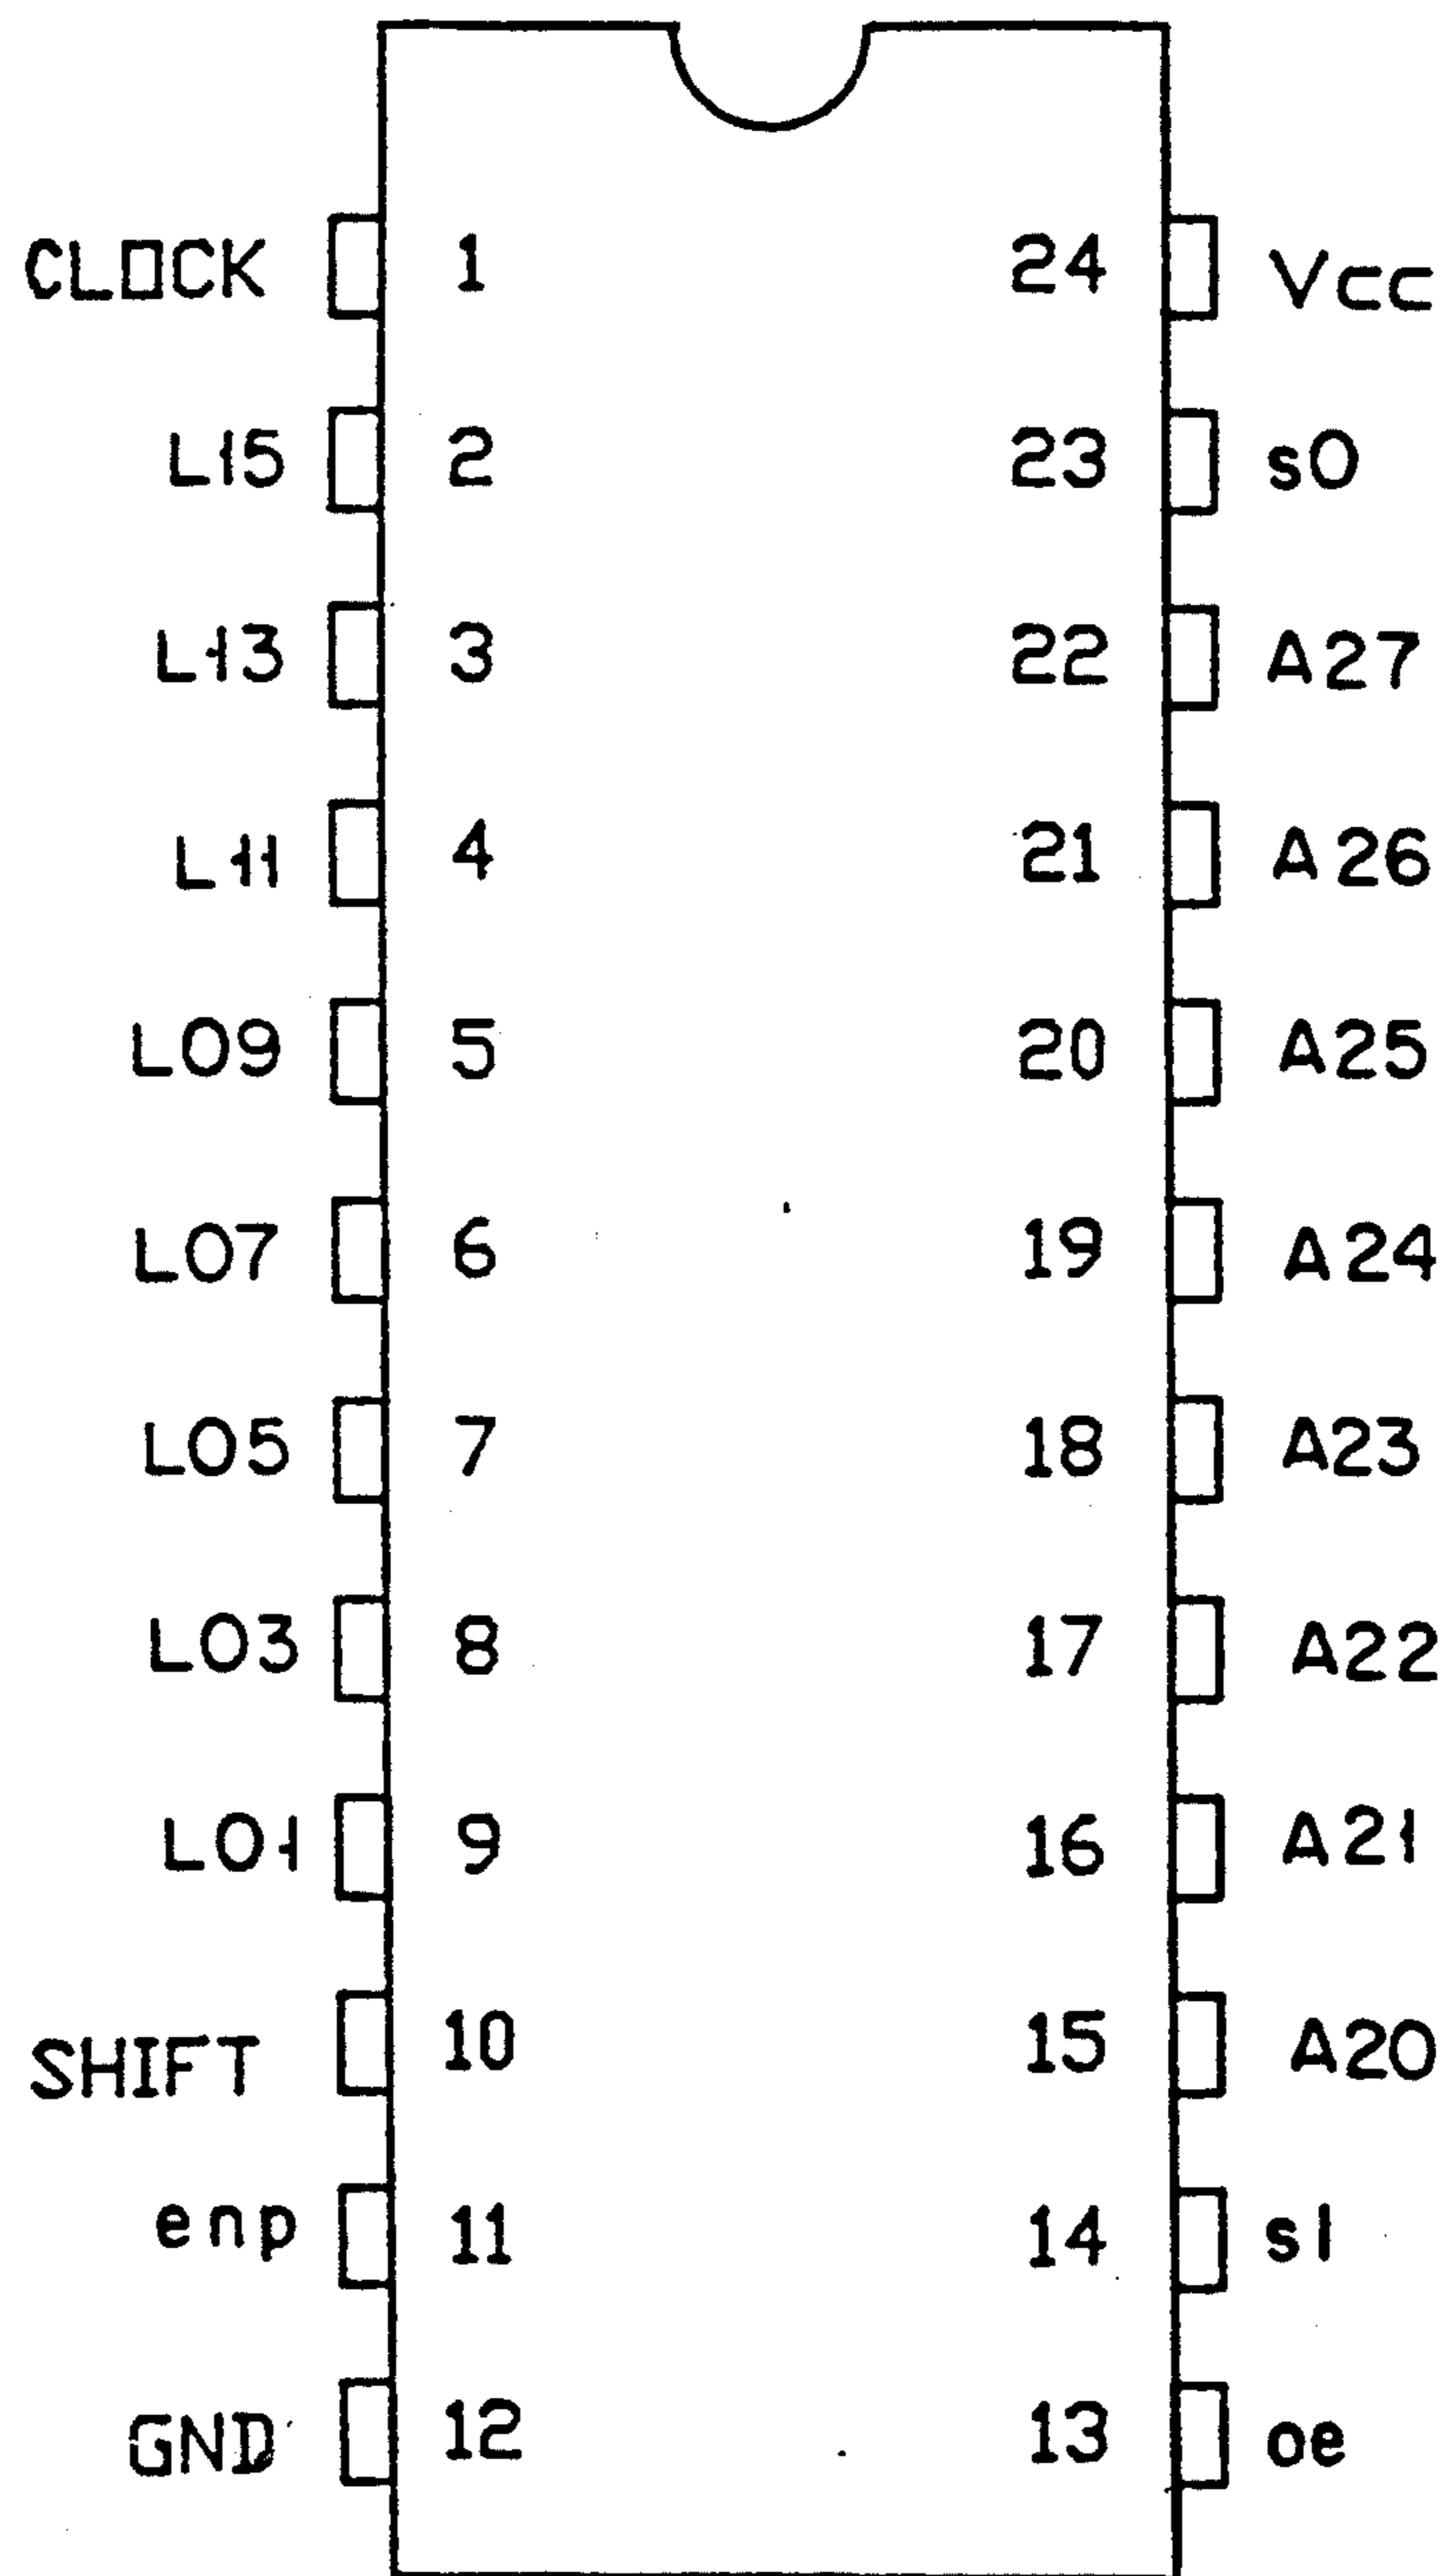 CLOCK 1 24 Vcc
L15 2 23 s0
L13 3 22 A27
L11 4 21 A26
L09 5 20 A25
L07 6 19 A24
L05 7 18 A23
L03 8 17 A22
L01 9 16 A21
SHIFT 10 15 A20
enp 11 14 s1
GND 12 13 oe